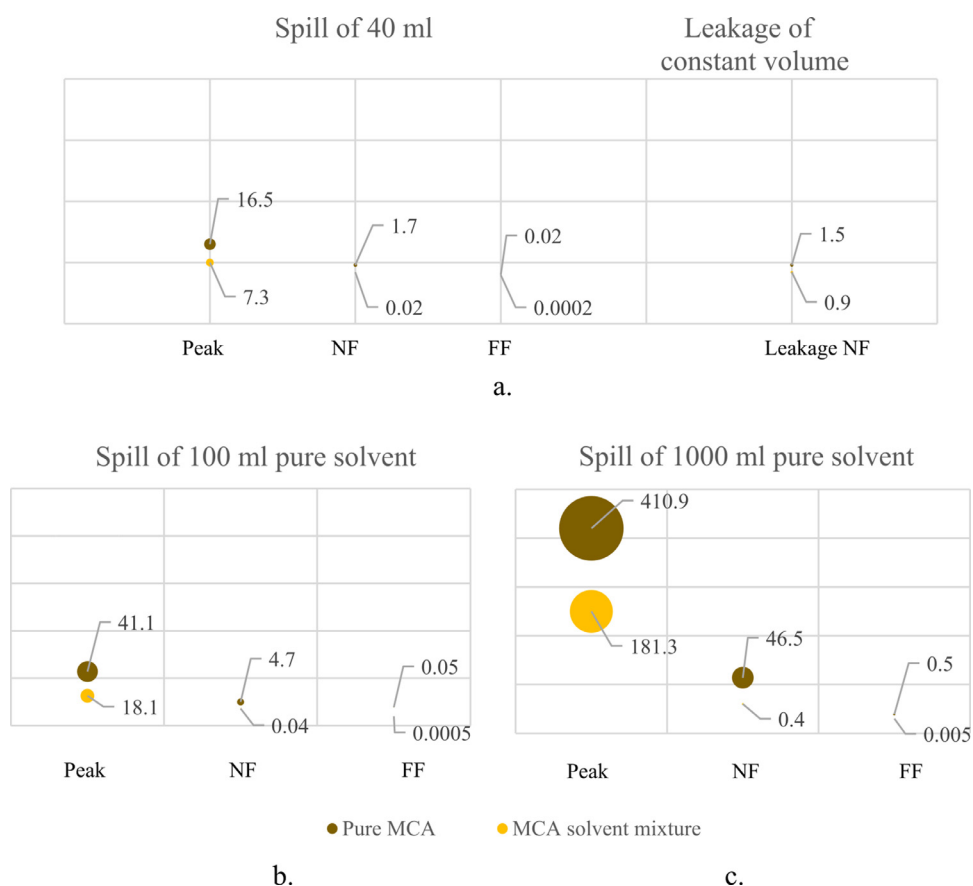 Spill of 40 ml
Leakage of
constant volume
16.5
7.3
1.7
0.02
0.02
0.0002
1.5
0.9
Peak
NF
FF
Leakage NF
a.
Spill of 100 ml pure solvent
41.1
18.1
4.7
0.04
0.05
0.0005
Peak
NF
FF
Spill of 1000 ml pure solvent
410.9
181.3
46.5
0.4
0.5
0.005
Peak
NF
FF
Pure MCA
MCA solvent mixture
b.
c.